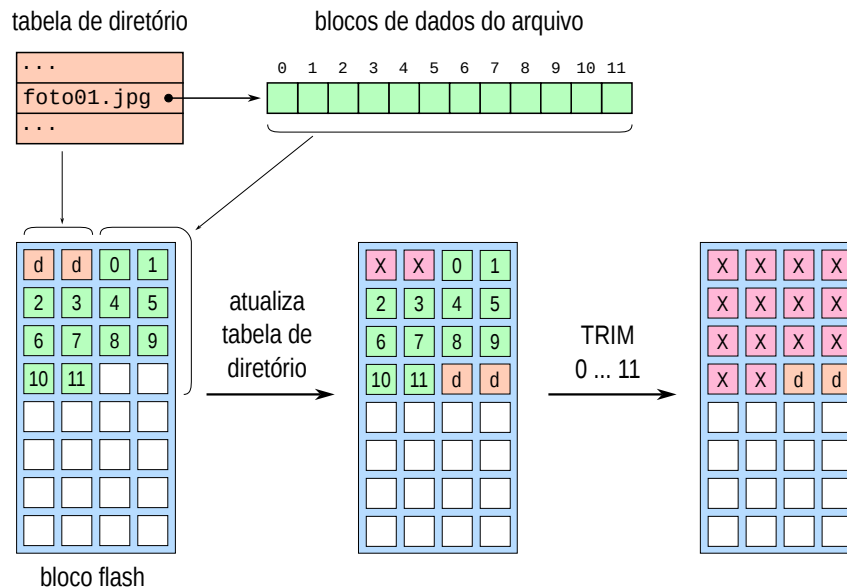 tabela de diretório
blocos de dados do arquivo
...
foto01.jpg
...
0 1 2 3 4 5 6 7 8 9 10 11
d d 0 1
2 3 4 5
6 7 8 9
10 11
bloco flash
atualiza
tabela de
diretório
X X 0 1
2 3 4 5
6 7 8 9
10 11 d d
TRIM
0 ... 11
X X X X
X X X X
X X X X
X X d d